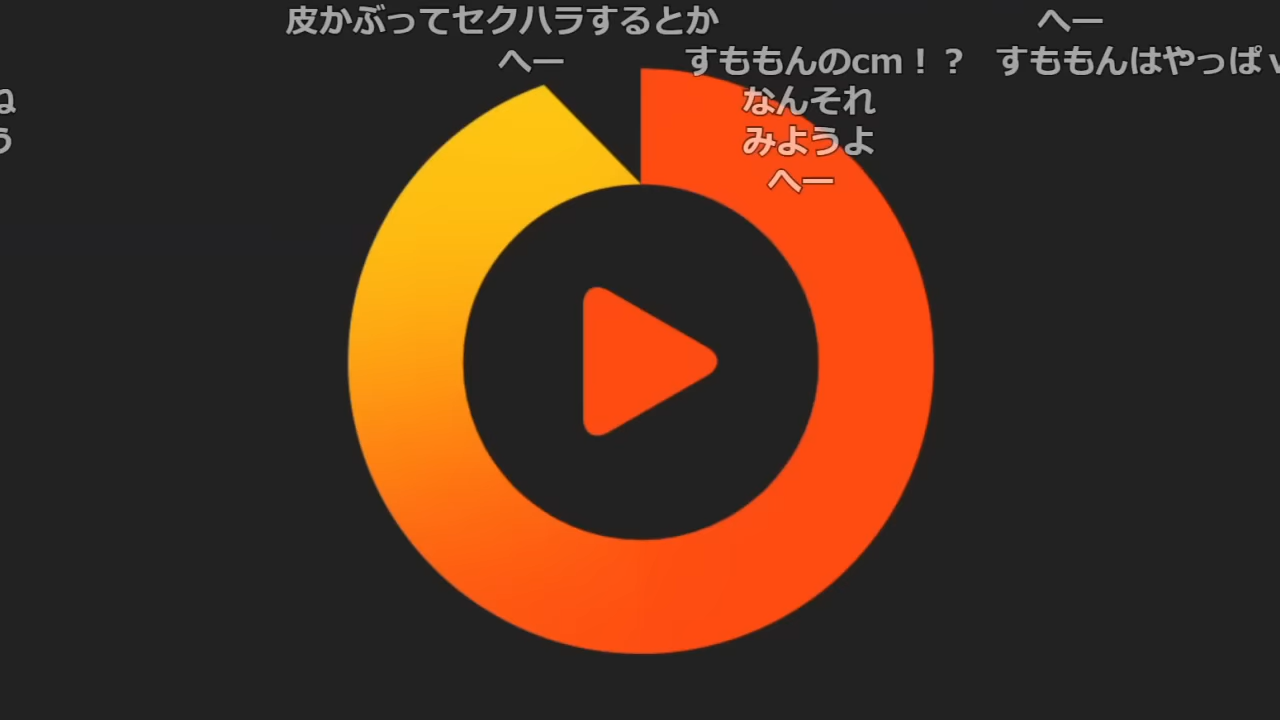 皮かぶってセクハラするとか
へー
へー
すももんのcm！？
すももんはやっぱ
ね
なんそれ
う
みようよ
へー